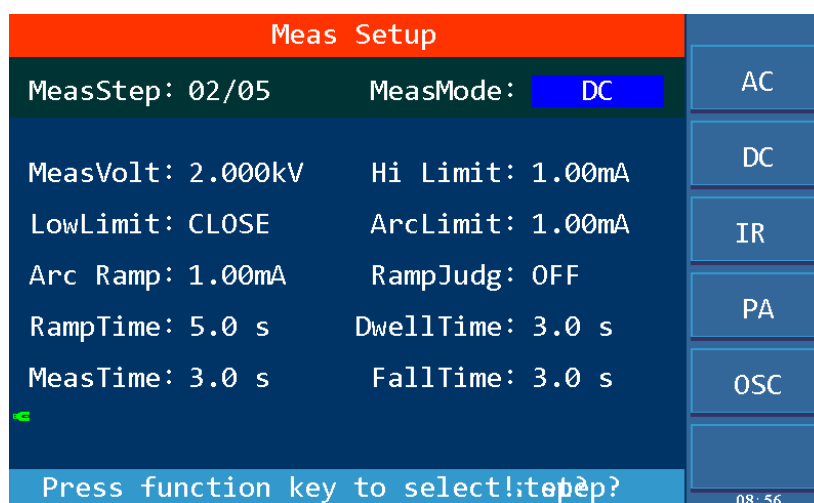 Meas Setup
MeasStep: 02/05 MeasMode: DC
MeasVolt: 2.000kV Hi Limit: 1.00mA
LowLimit: CLOSE ArcLimit: 1.00mA
Arc Ramp: 1.00mA RampJudg: OFF
RampTime: 5.0 s DwellTime: 3.0 s
MeasTime: 3.0 s FallTime: 3.0 s
Press function key to select!
AC
DC
IR
PA
OSC
08:56